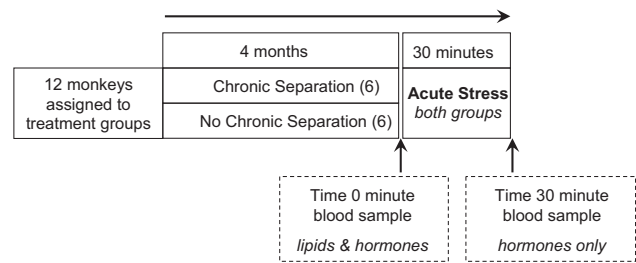 4 months
30 minutes
12 monkeys
assigned to
treatment groups
Chronic Separation (6)
No Chronic Separation (6)
Acute Stress
both groups
Time 0 minute
blood sample
lipids & hormones
Time 30 minute
blood sample
hormones only